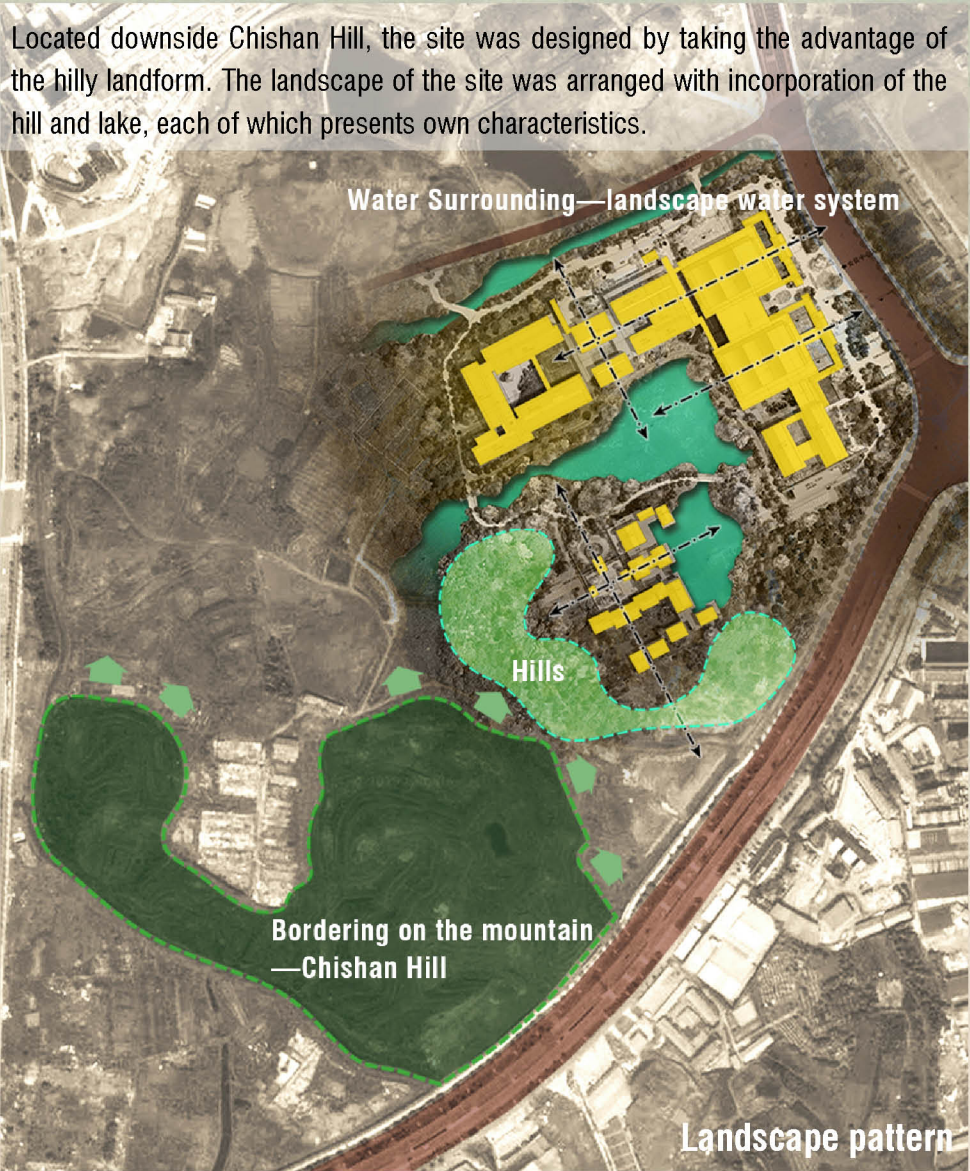 Located downside Chishan Hill, the site was designed by taking the advantage of
the hilly landform. The landscape of the site was arranged with incorporation of the
hill and lake, each of which presents own characteristics.
Water Surrounding—landscape water system
Hills
Bordering on the mountain
—Chishan Hill
Landscape pattern